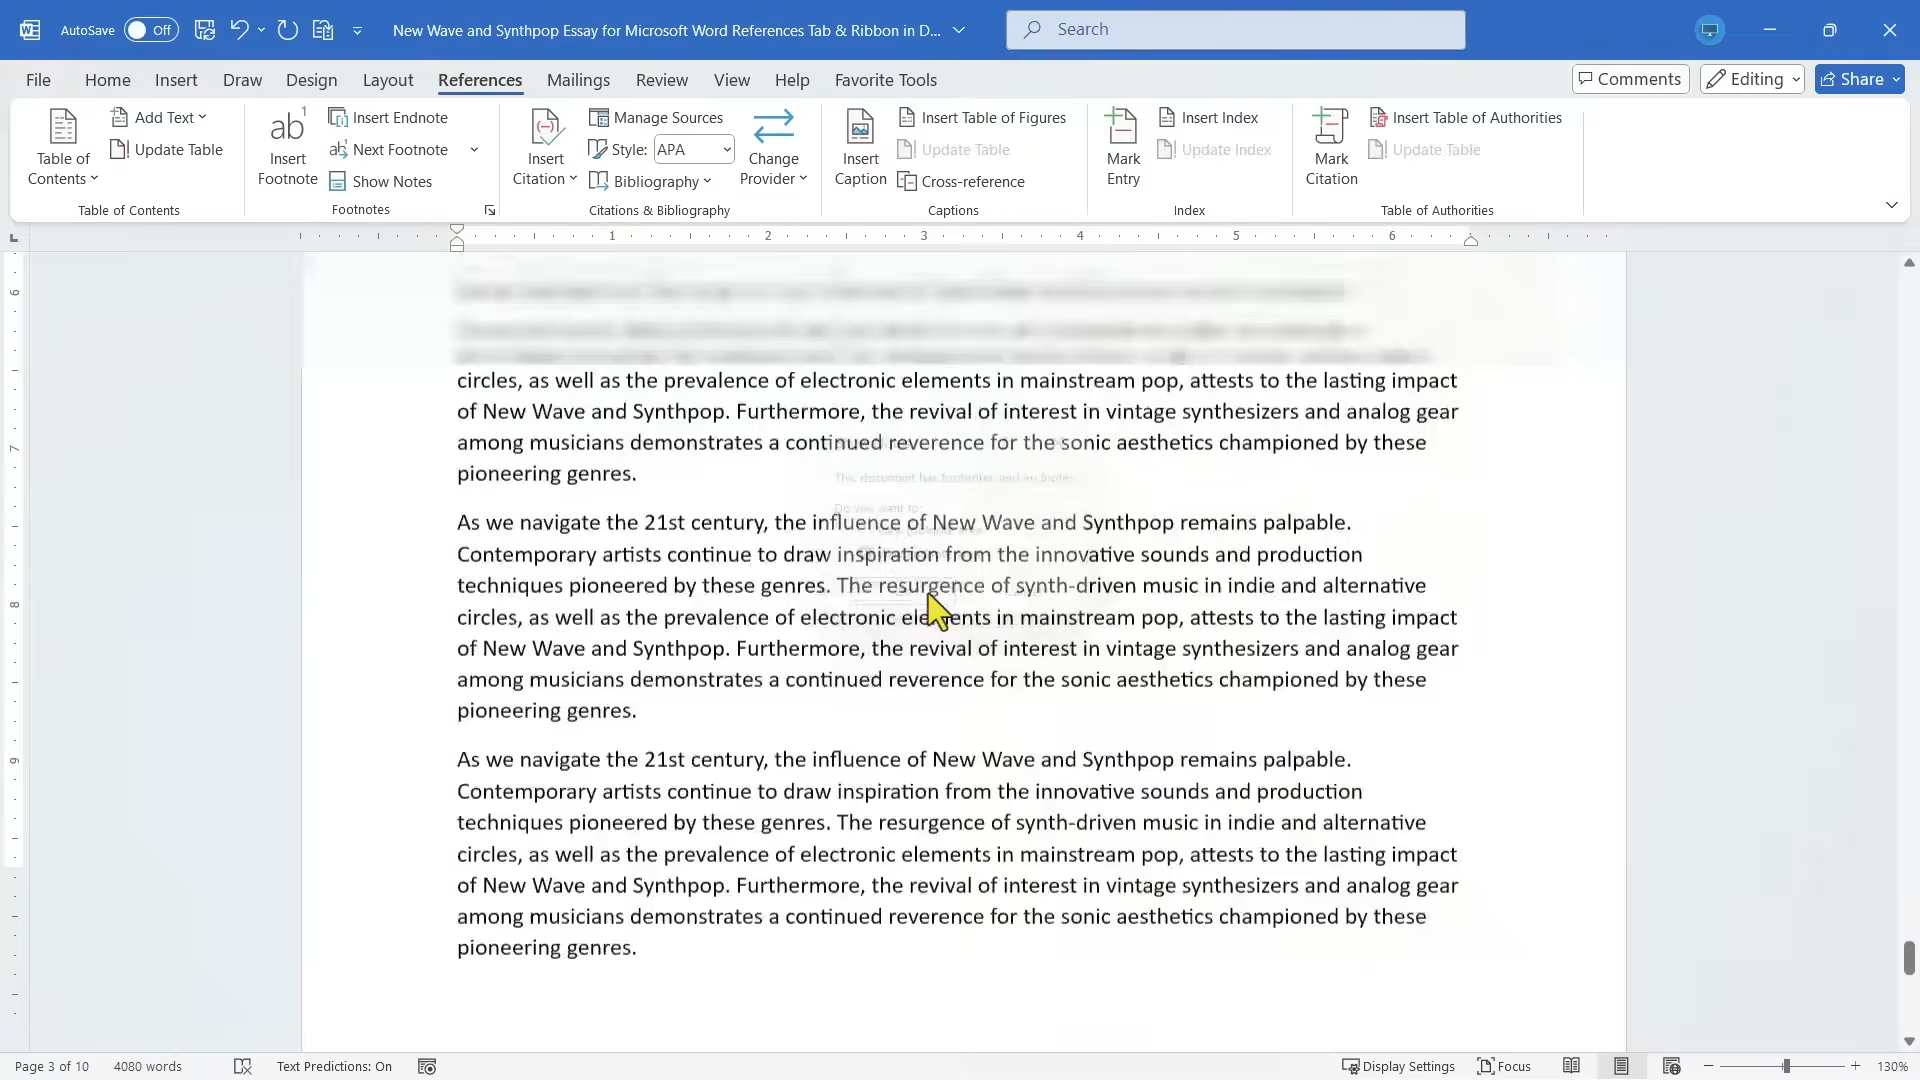 AutoSave Off
New Wave and Synthpop Essay for Microsoft Word References Tab & Ribbon in D...
Search
File Home Insert Draw Design Layout References Mailings Review View Help Favorite Tools
Comments Editing Share
Table of Contents
Add Text
Update Table
Table of Contents
Insert Footnote
Insert Endnote
Next Footnote
Show Notes
Footnotes
Insert Citation
Manage Sources
Style: APA
Bibliography
Change Provider
Citations & Bibliography
Insert Caption
Insert Table of Figures
Update Table
Cross-reference
Captions
Mark Entry
Insert Index
Update Index
Index
Mark Citation
Insert Table of Authorities
Update Table
Table of Authorities
1 2 3 4 5 6
6
7
8
9
circles, as well as the prevalence of electronic elements in mainstream pop, attests to the lasting impact
of New Wave and Synthpop. Furthermore, the revival of interest in vintage synthesizers and analog gear
among musicians demonstrates a continued reverence for the sonic aesthetics championed by these
pioneering genres.
As we navigate the 21st century, the influence of New Wave and Synthpop remains palpable.
Contemporary artists continue to draw inspiration from the innovative sounds and production
techniques pioneered by these genres. The resurgence of synth-driven music in indie and alternative
circles, as well as the prevalence of electronic elements in mainstream pop, attests to the lasting impact
of New Wave and Synthpop. Furthermore, the revival of interest in vintage synthesizers and analog gear
among musicians demonstrates a continued reverence for the sonic aesthetics championed by these
pioneering genres.
As we navigate the 21st century, the influence of New Wave and Synthpop remains palpable.
Contemporary artists continue to draw inspiration from the innovative sounds and production
techniques pioneered by these genres. The resurgence of synth-driven music in indie and alternative
circles, as well as the prevalence of electronic elements in mainstream pop, attests to the lasting impact
of New Wave and Synthpop. Furthermore, the revival of interest in vintage synthesizers and analog gear
among musicians demonstrates a continued reverence for the sonic aesthetics championed by these
pioneering genres.
Page 3 of 10 4080 words Text Predictions: On Display Settings Focus 130%